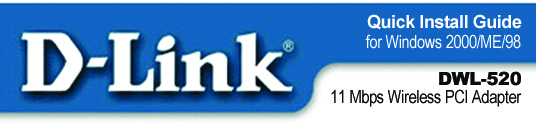 D-Link®
Quick Install Guide
for Windows 2000/ME/98
DWL-520
11 Mbps Wireless PCI Adapter